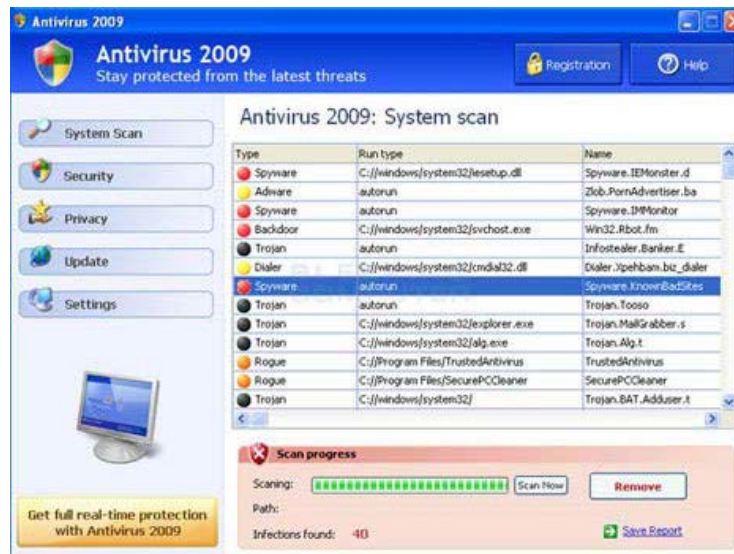 Antivirus 2009
Antivirus 2009
Stay protected from the latest threats
Registration
Help
System Scan
Security
Privacy
Update
Settings
Get full real-time protection
with Antivirus 2009
Antivirus 2009: System scan
Type Run type Name
Spyware C://windows/system32/iesetup.dll Spyware.IEMonster.d
Adware autorun Zlob.PornAdvertiser.ba
Spyware autorun Spyware.IMMonitor
Backdoor C://windows/system32/svchost.exe Win32.Rbot.fm
Trojan autorun Infostealer.Banker.E
Dialer C://windows/system32/cmdial32.dll Dialer.Xpehbam.biz_dialer
Spyware autorun Spyware.KnownBadSites
Trojan autorun Trojan.Tooso
Trojan C://windows/system32/explorer.exe Trojan.MailGrabber.s
Trojan C://windows/system32/alg.exe Trojan.Alg.t
Rogue C://Program Files/TrustedAntivirus TrustedAntivirus
Rogue C://Program Files/SecurePCCleaner SecurePCCleaner
Trojan C://windows/system32/ Trojan.BAT.Adduser.t
Scan progress
Scaning: Scan Now Remove
Path:
Infections found: 40 Save Report